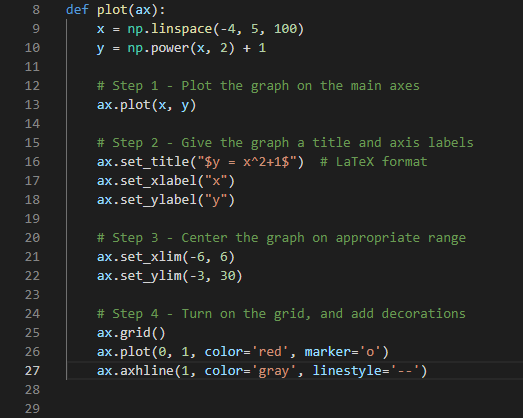 8 def plot(ax):
9     x = np.linspace(-4, 5, 100)
10     y = np.power(x, 2) + 1
11
12     # Step 1 - Plot the graph on the main axes
13     ax.plot(x, y)
14
15     # Step 2 - Give the graph a title and axis labels
16     ax.set_title("$y = x^2+1$")  # LaTeX format
17     ax.set_xlabel("x")
18     ax.set_ylabel("y")
19
20     # Step 3 - Center the graph on appropriate range
21     ax.set_xlim(-6, 6)
22     ax.set_ylim(-3, 30)
23
24     # Step 4 - Turn on the grid, and add decorations
25     ax.grid()
26     ax.plot(0, 1, color='red', marker='o')
27     ax.axhline(1, color='gray', linestyle='--')
28
29